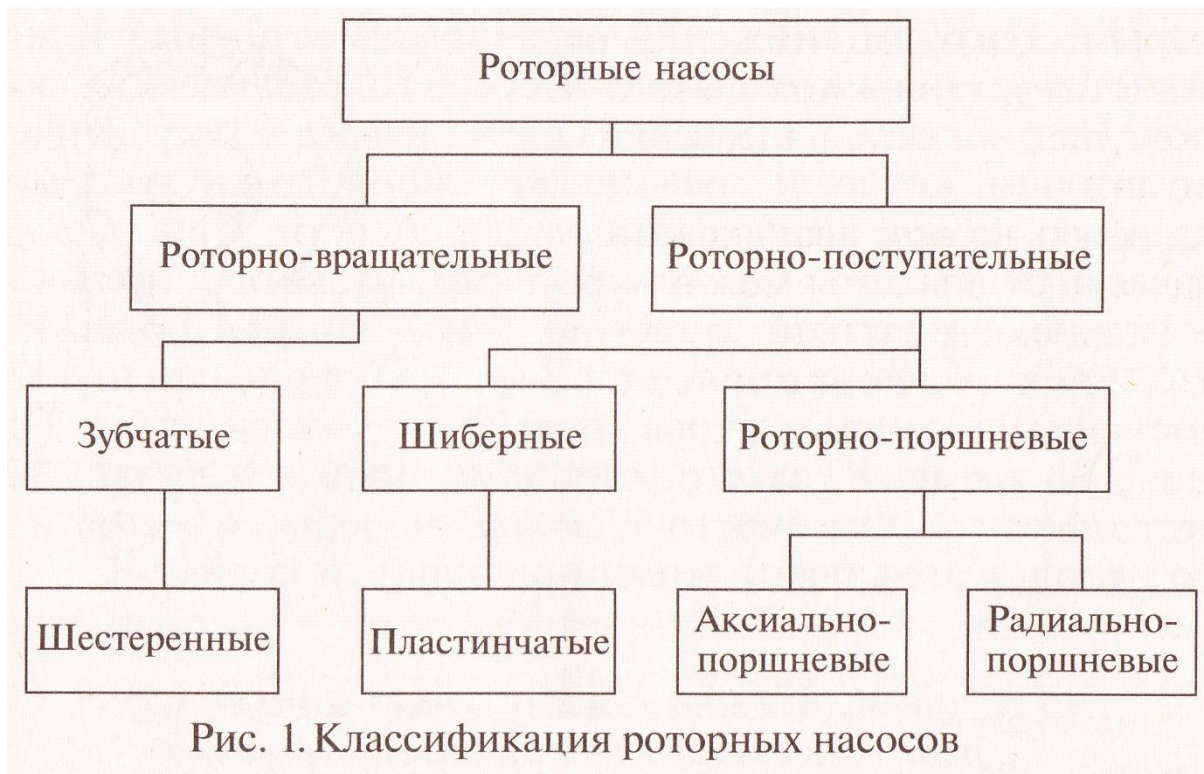 Роторные насосы
Роторно-вращательные
Роторно-поступательные
Зубчатые
Шиберные
Роторно-поршневые
Шестеренные
Пластинчатые
Аксиально-
поршневые
Радиально-
поршневые
Рис. 1. Классификация роторных насосов